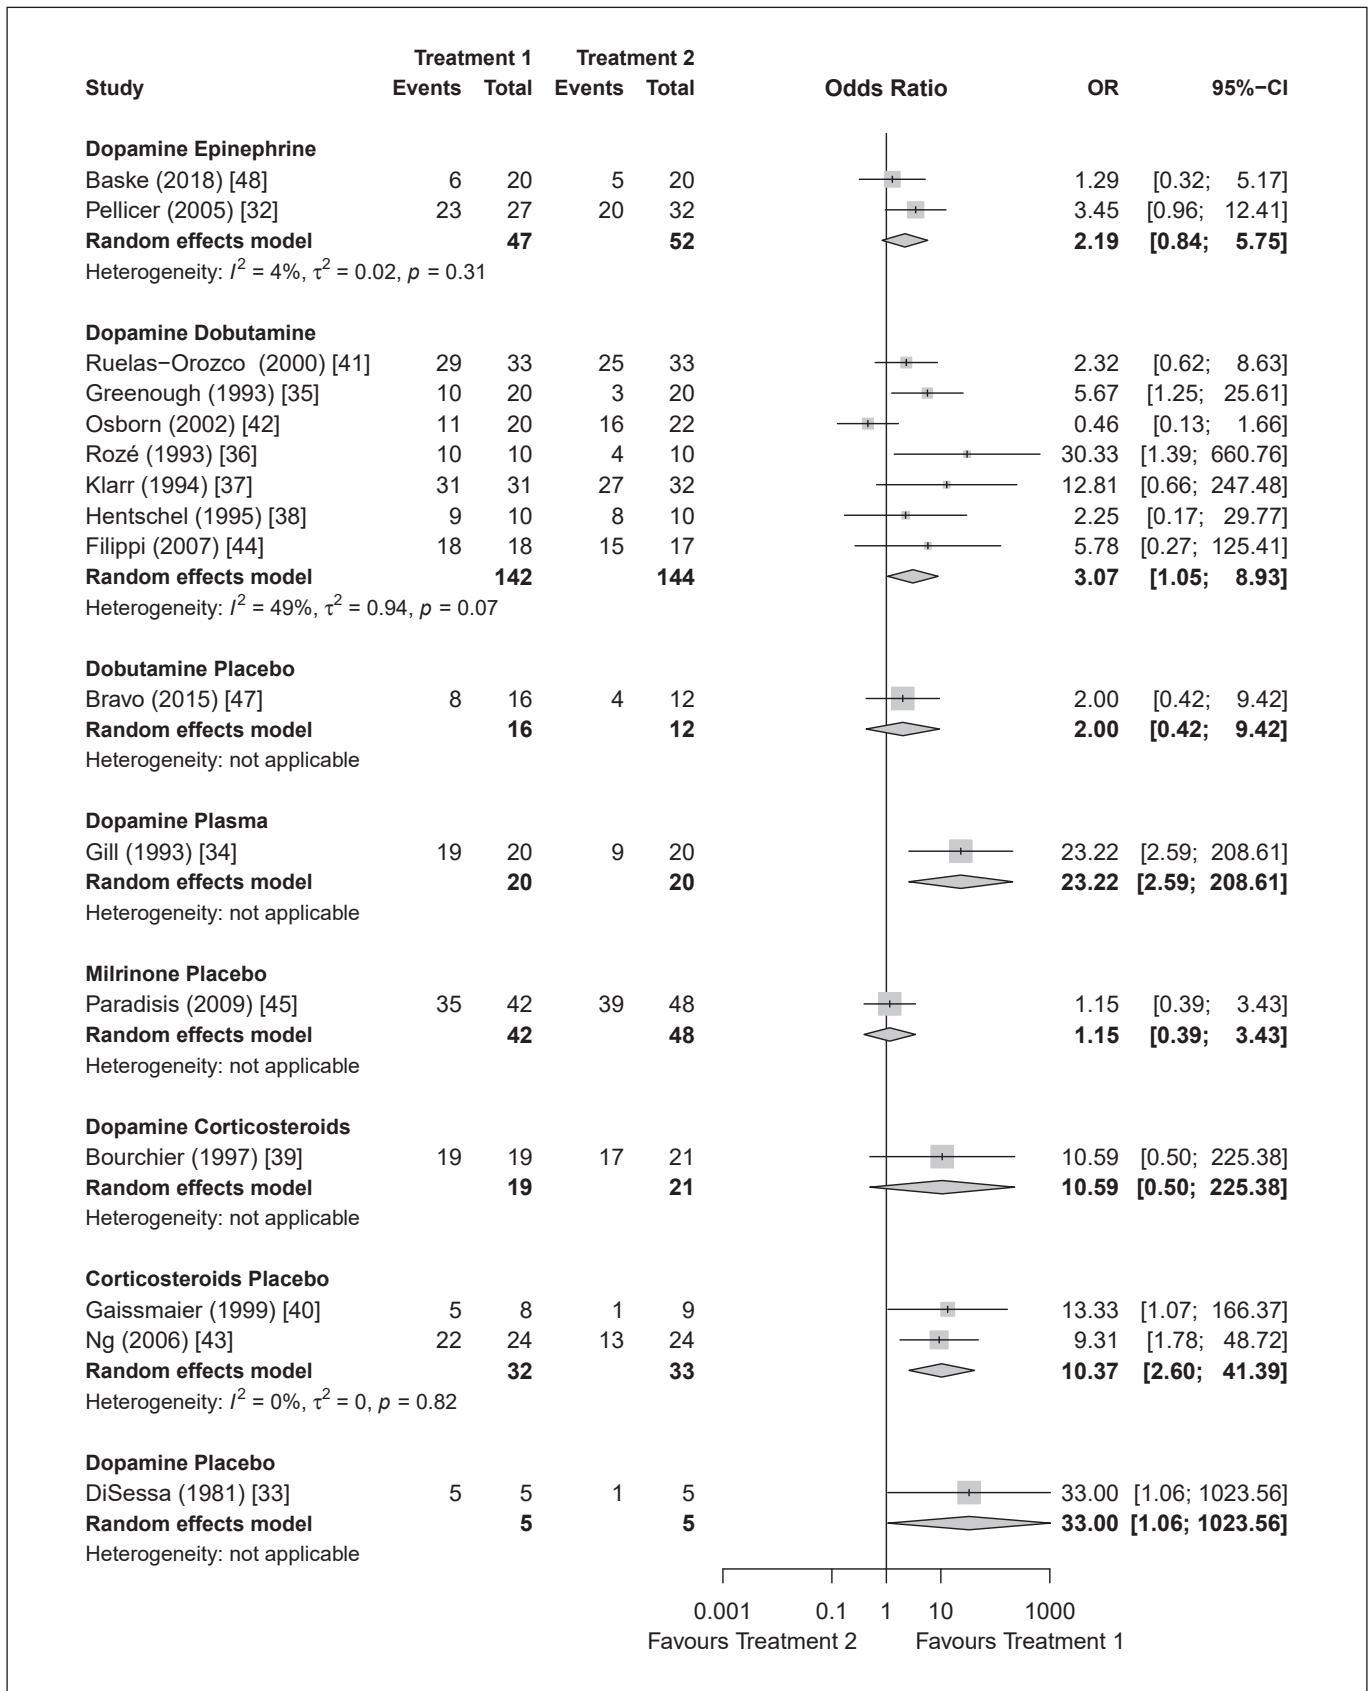 Treatment 1 Treatment 2
Study Events Total Events Total Odds Ratio OR 95%−CI
Dopamine Epinephrine
Baske (2018) [48] 6 20 5 20 1.29 [0.32; 5.17]
Pellicer (2005) [32] 23 27 20 32 3.45 [0.96; 12.41]
Random effects model 47 52 2.19 [0.84; 5.75]
Heterogeneity: I² = 4%, τ² = 0.02, p = 0.31
Dopamine Dobutamine
Ruelas−Orozco (2000) [41] 29 33 25 33 2.32 [0.62; 8.63]
Greenough (1993) [35] 10 20 3 20 5.67 [1.25; 25.61]
Osborn (2002) [42] 11 20 16 22 0.46 [0.13; 1.66]
Rozé (1993) [36] 10 10 4 10 30.33 [1.39; 660.76]
Klarr (1994) [37] 31 31 27 32 12.81 [0.66; 247.48]
Hentschel (1995) [38] 9 10 8 10 2.25 [0.17; 29.77]
Filippi (2007) [44] 18 18 15 17 5.78 [0.27; 125.41]
Random effects model 142 144 3.07 [1.05; 8.93]
Heterogeneity: I² = 49%, τ² = 0.94, p = 0.07
Dobutamine Placebo
Bravo (2015) [47] 8 16 4 12 2.00 [0.42; 9.42]
Random effects model 16 12 2.00 [0.42; 9.42]
Heterogeneity: not applicable
Dopamine Plasma
Gill (1993) [34] 19 20 9 20 23.22 [2.59; 208.61]
Random effects model 20 20 23.22 [2.59; 208.61]
Heterogeneity: not applicable
Milrinone Placebo
Paradisis (2009) [45] 35 42 39 48 1.15 [0.39; 3.43]
Random effects model 42 48 1.15 [0.39; 3.43]
Heterogeneity: not applicable
Dopamine Corticosteroids
Bourchier (1997) [39] 19 19 17 21 10.59 [0.50; 225.38]
Random effects model 19 21 10.59 [0.50; 225.38]
Heterogeneity: not applicable
Corticosteroids Placebo
Gaissmaier (1999) [40] 5 8 1 9 13.33 [1.07; 166.37]
Ng (2006) [43] 22 24 13 24 9.31 [1.78; 48.72]
Random effects model 32 33 10.37 [2.60; 41.39]
Heterogeneity: I² = 0%, τ² = 0, p = 0.82
Dopamine Placebo
DiSessa (1981) [33] 5 5 1 5 33.00 [1.06; 1023.56]
Random effects model 5 5 33.00 [1.06; 1023.56]
Heterogeneity: not applicable
0.001 0.1 1 10 1000
Favours Treatment 2 Favours Treatment 1